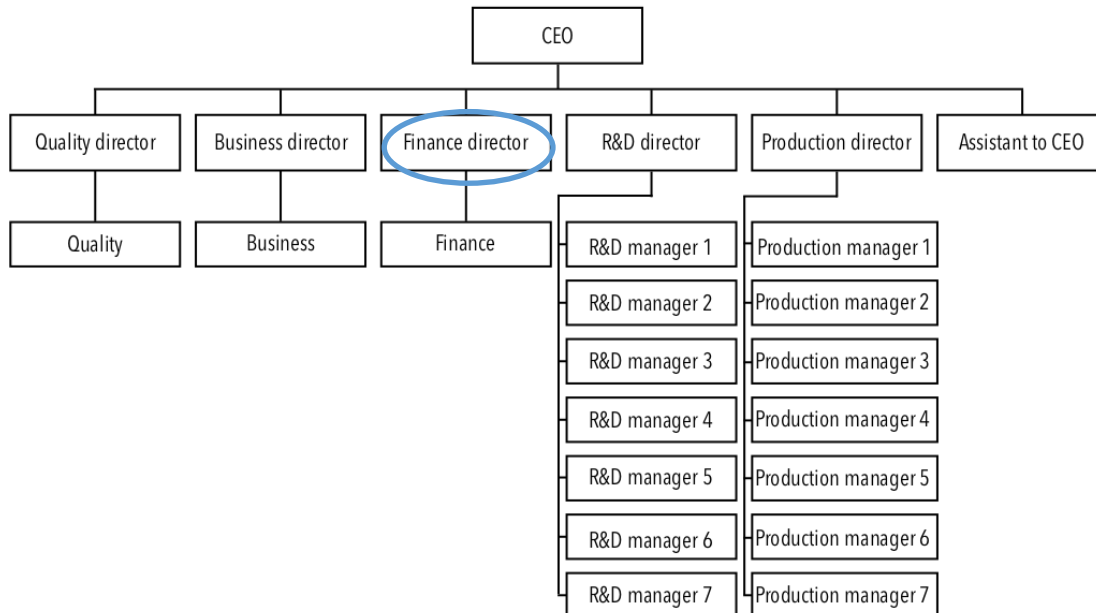 CEO
Quality director
Business director
Finance director
R&D director
Production director
Assistant to CEO
Quality
Business
Finance
R&D manager 1
Production manager 1
R&D manager 2
Production manager 2
R&D manager 3
Production manager 3
R&D manager 4
Production manager 4
R&D manager 5
Production manager 5
R&D manager 6
Production manager 6
R&D manager 7
Production manager 7